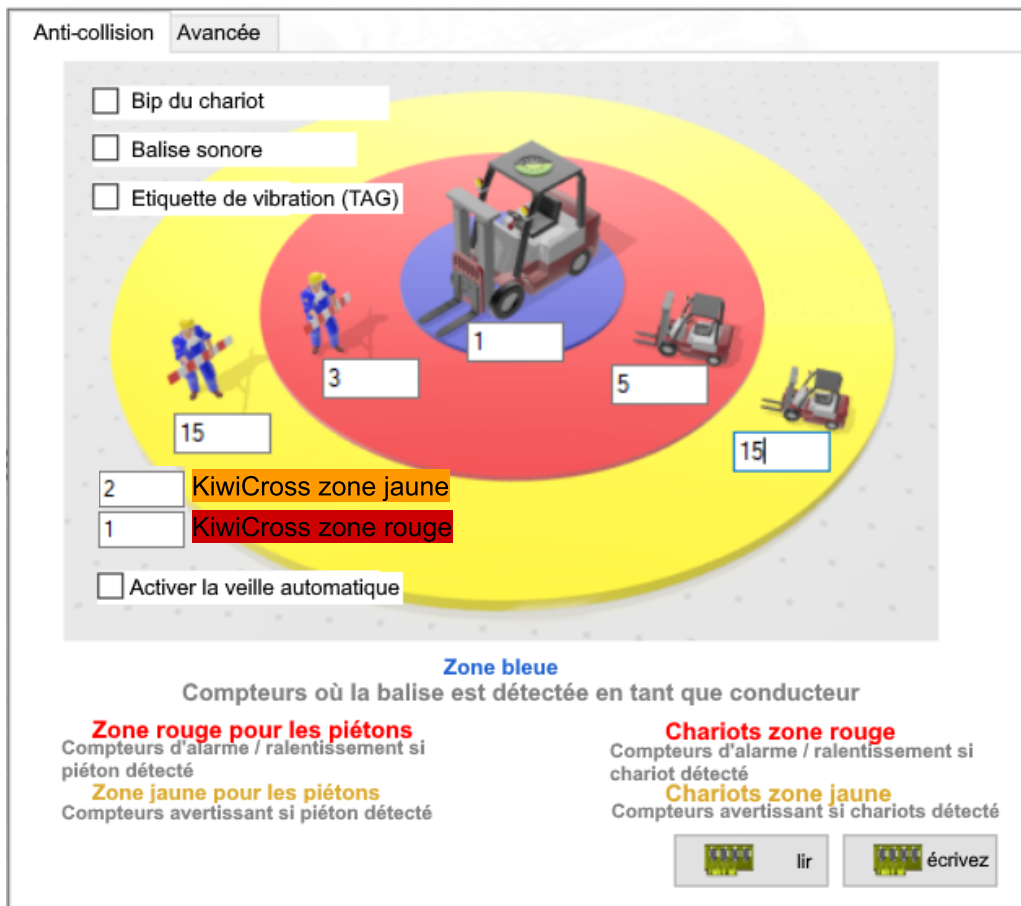 Anti-collision Avancée
Bip du chariot
Balise sonore
Etiquette de vibration (TAG)
1
3
5
15
15
2 KiwiCross zone jaune
1 KiwiCross zone rouge
Activer la veille automatique
Zone bleue
Compteurs où la balise est détectée en tant que conducteur
Zone rouge pour les piétons
Compteurs d'alarme / ralentissement si
piéton détecté
Zone jaune pour les piétons
Compteurs avertissant si piéton détecté
Chariots zone rouge
Compteurs d'alarme / ralentissement si
chariot détecté
Chariots zone jaune
Compteurs avertissant si chariots détecté
lir
écrivez